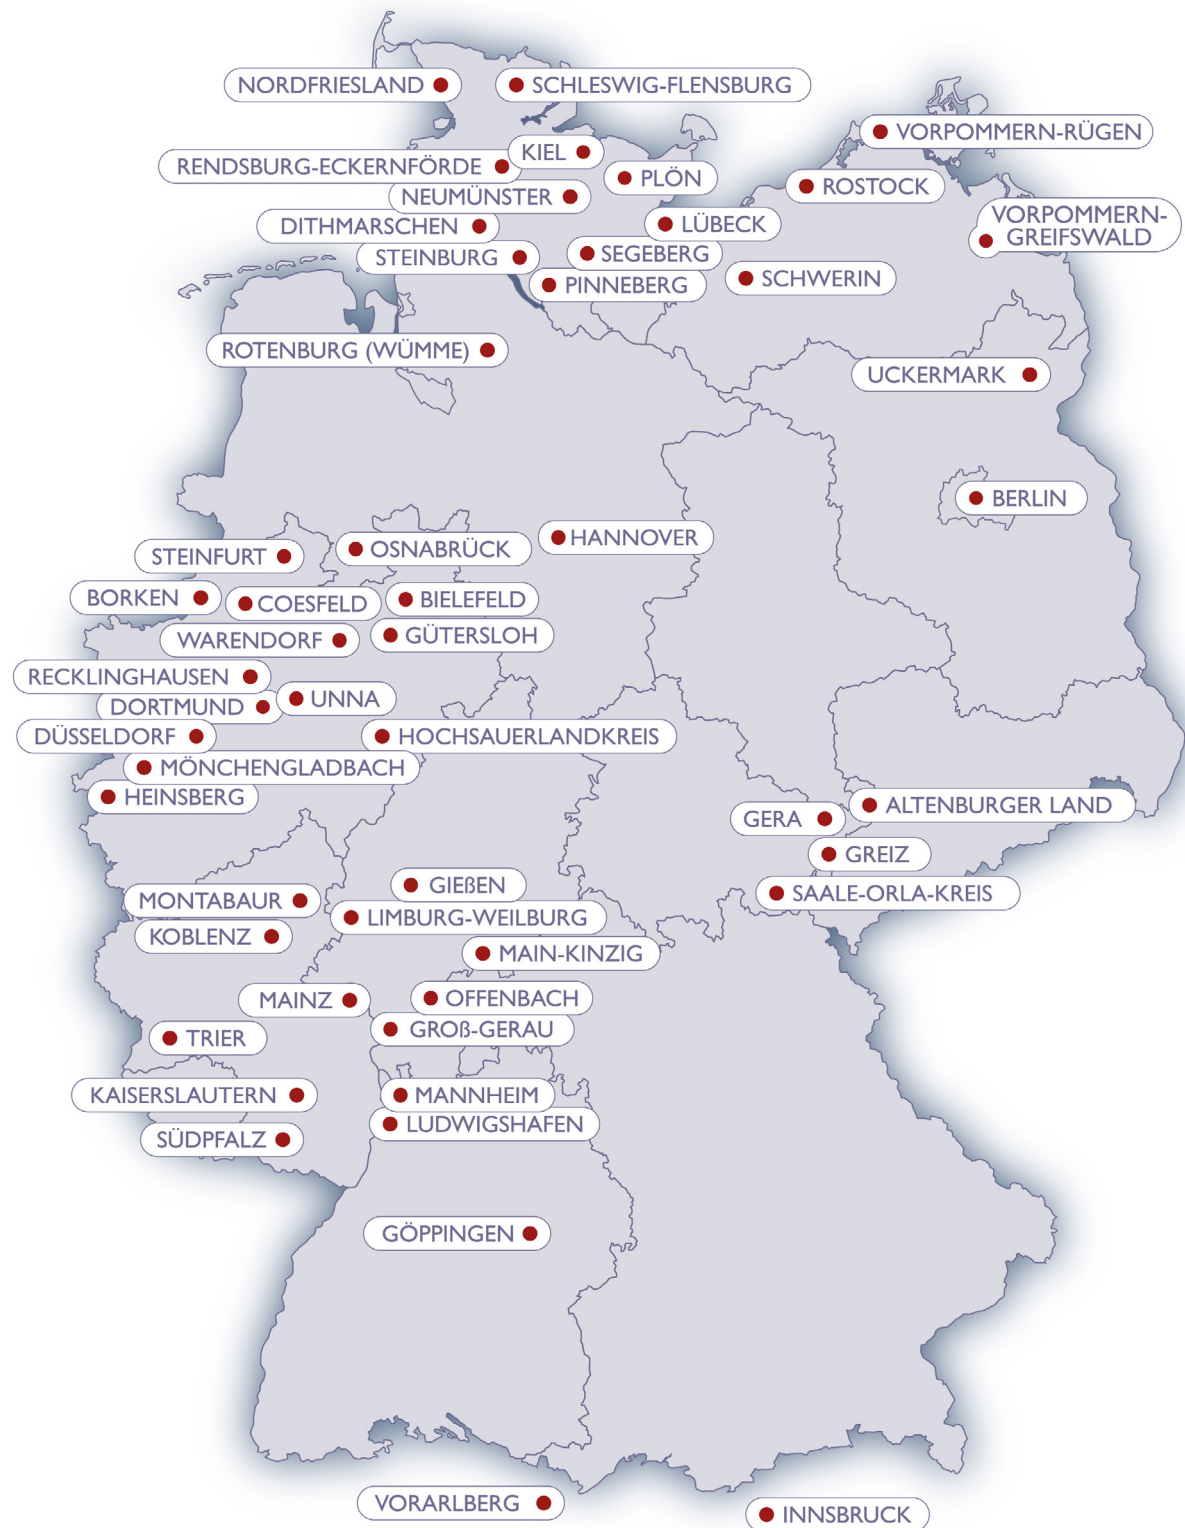 NORDFRIESLAND
SCHLESWIG-FLENSBURG
VORPOMMERN-RÜGEN
KIEL
RENDSBURG-ECKERNFÖRDE
PLÖN
ROSTOCK
NEUMÜNSTER
VORPOMMERN-
GREIFSWALD
DITHMARSCHEN
LÜBECK
SEGEBERG
STEINBURG
SCHWERIN
PINNEBERG
ROTENBURG (WÜMME)
UCKERMARK
BERLIN
HANNOVER
OSNABRÜCK
STEINFURT
BORKEN
COESFELD
BIELEFELD
WARENDORF
GÜTERSLOH
RECKLINGHAUSEN
UNNA
DORTMUND
DÜSSELDORF
HOCHSAUERLANDKREIS
MÖNCHENGLADBACH
HEINSBERG
ALTENBURGER LAND
GERA
GREIZ
SAALE-ORLA-KREIS
GIEßEN
MONTABAUR
LIMBURG-WEILBURG
KOBLENZ
MAIN-KINZIG
MAINZ
OFFENBACH
GROß-GERAU
TRIER
KAISERSLAUTERN
MANNHEIM
LUDWIGSHAFEN
SÜDPFALZ
GÖPPINGEN
VORARLBERG
INNSBRUCK